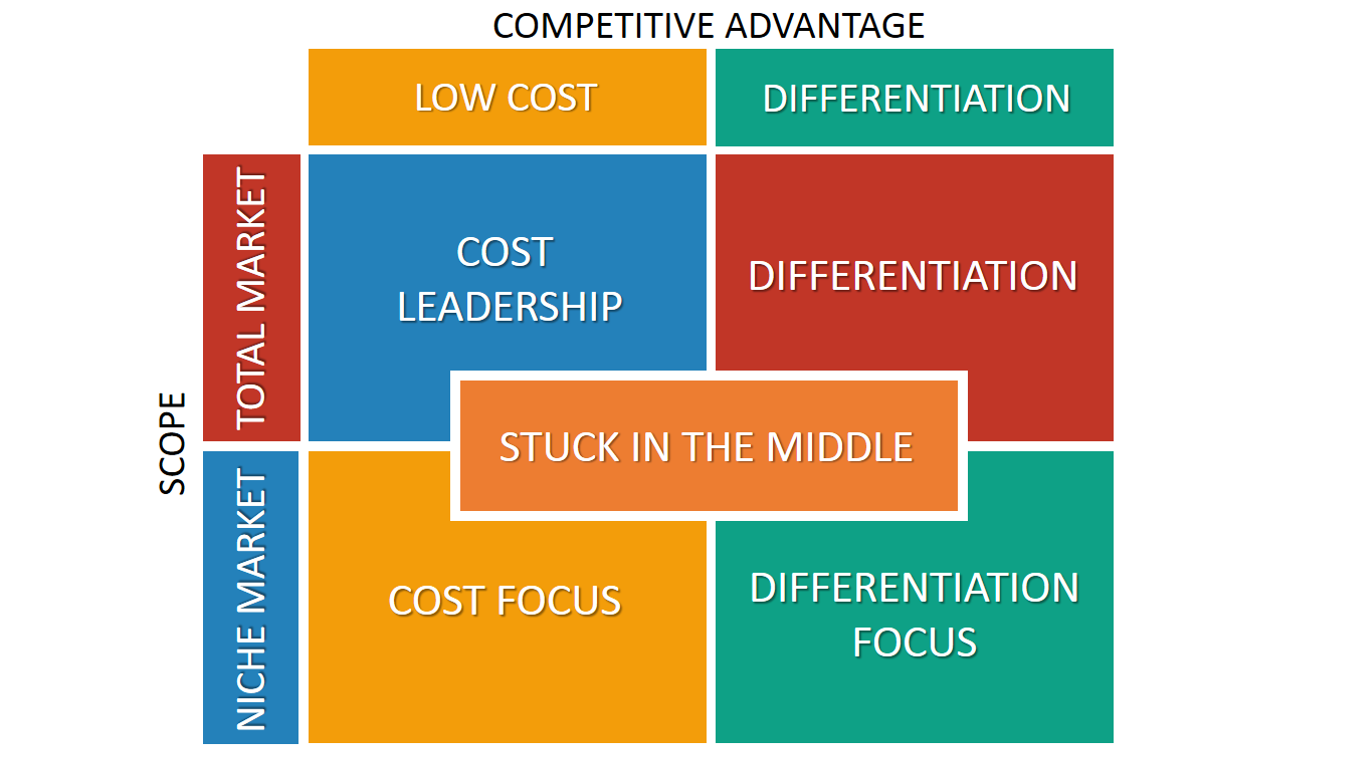 COMPETITIVE ADVANTAGE
LOW COST
DIFFERENTIATION
SCOPE
TOTAL MARKET
COST
LEADERSHIP
DIFFERENTIATION
STUCK IN THE MIDDLE
NICHE MARKET
COST FOCUS
DIFFERENTIATION
FOCUS